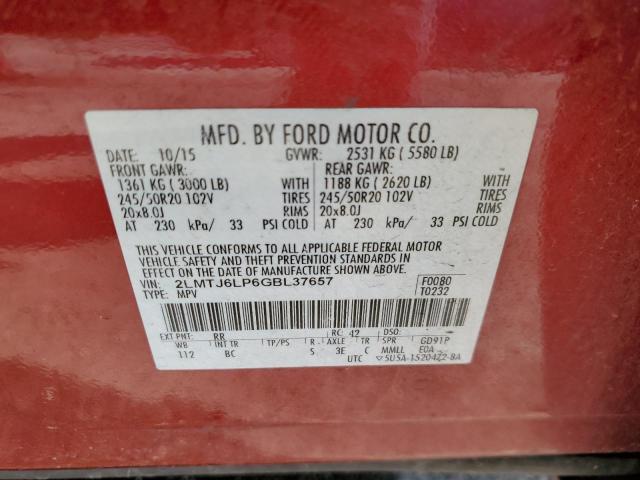 MFD. BY FORD MOTOR CO.
DATE: 10/15 GVWR: 2531 KG ( 5580 LB)
FRONT GAWR: REAR GAWR:
1361 KG ( 3000 LB) WITH 1188 KG ( 2620 LB) WITH
245/50R20 102V TIRES 245/50R20 102V TIRES
20x8.0J RIMS 20x8.0J RIMS
AT 230 kPa/ 33 PSI COLD AT 230 kPa/ 33 PSI COLD
THIS VEHICLE CONFORMS TO ALL APPLICABLE FEDERAL MOTOR
VEHICLE SAFETY AND THEFT PREVENTION STANDARDS IN
EFFECT ON THE DATE OF MANUFACTURE SHOWN ABOVE.
VIN: 2LMTJ6LP6GBL37657 F0080
TYPE: MPV T0232
EXT PNT: RR RC: 42 DSO:
WB INT TR TP/PS R AXLE TR SPR GD91P
112 BC S 3E C MMLL EOA
UTC 5U5A-1520472-BA